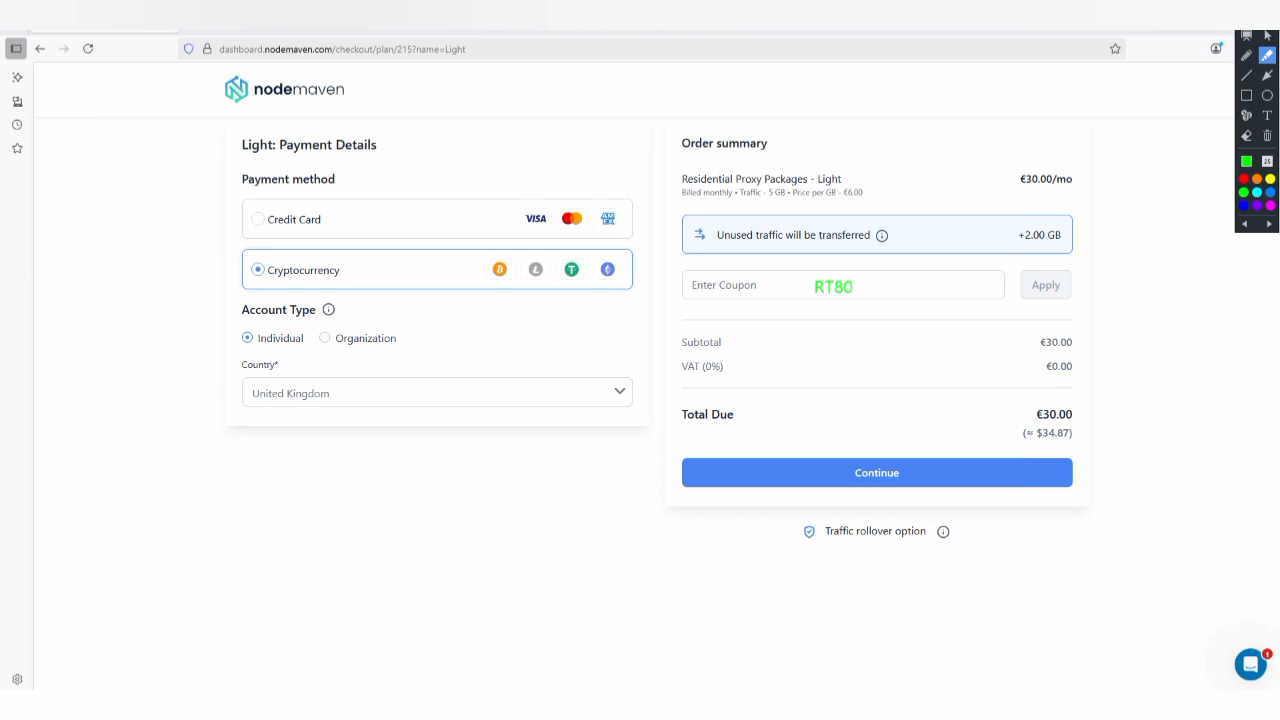 dashboard.nodemaven.com/checkout/plan/215?name=Light
nodemaven
Light: Payment Details
Payment method
Credit Card
VISA
AMEX
Cryptocurrency
Account Type
Individual
Organization
Country*
United Kingdom
Order summary
Residential Proxy Packages - Light
€30.00/mo
Billed monthly • Traffic - 5 GB • Price per GB - €6.00
Unused traffic will be transferred
+2.00 GB
Enter Coupon
RT80
Apply
Subtotal
€30.00
VAT (0%)
€0.00
Total Due
€30.00
(≈ $34.87)
Continue
Traffic rollover option
T
25
1